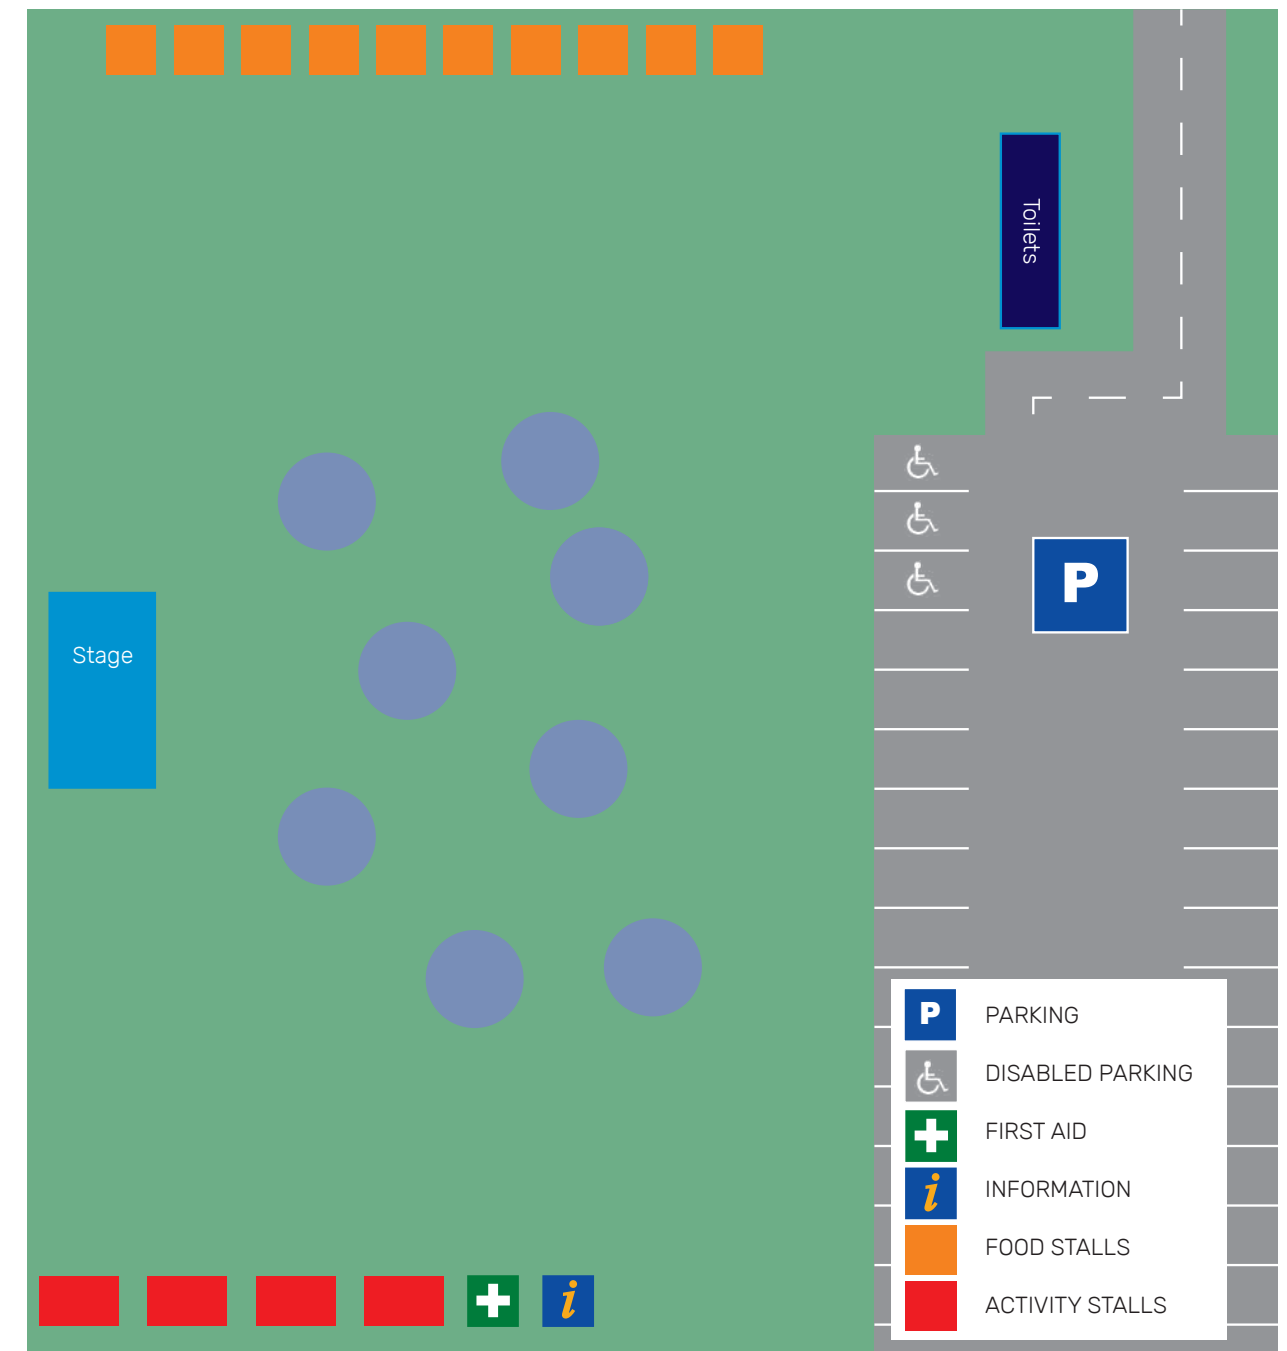 Toilets
P
Stage
P PARKING
DISABLED PARKING
FIRST AID
i INFORMATION
FOOD STALLS
ACTIVITY STALLS
i